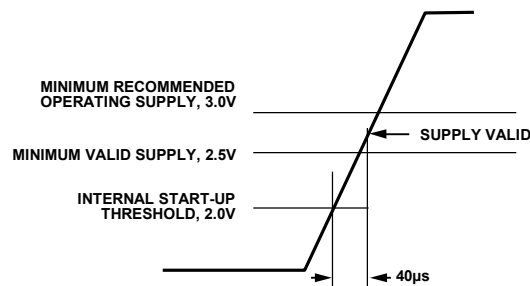 MINIMUM RECOMMENDED
OPERATING SUPPLY, 3.0V
SUPPLY VALID
MINIMUM VALID SUPPLY, 2.5V
INTERNAL START-UP
THRESHOLD, 2.0V
40µs